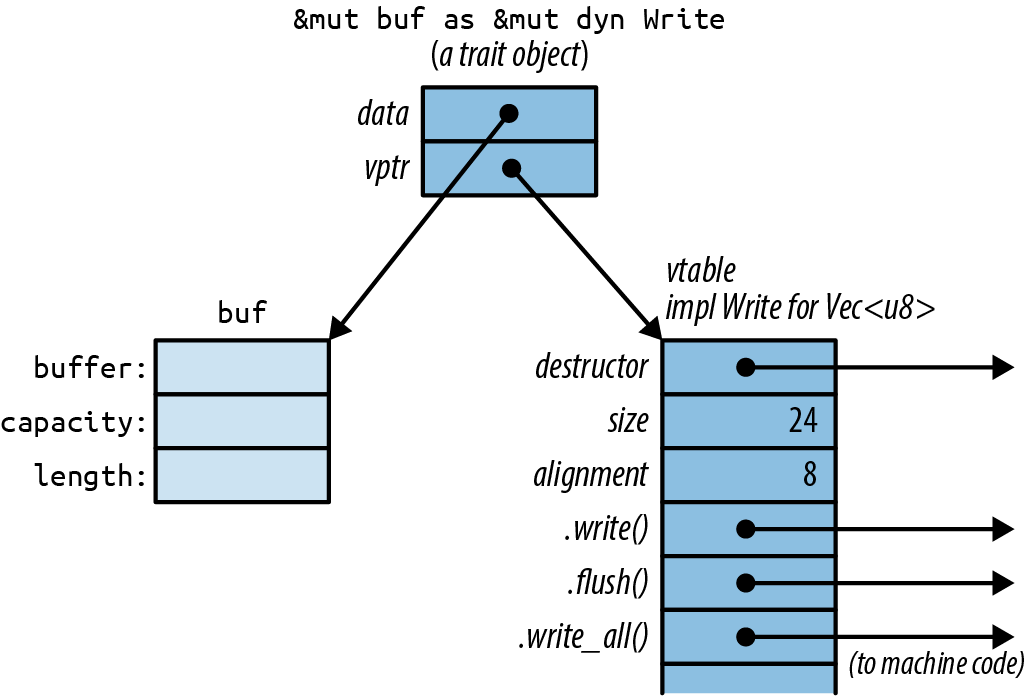 &mut buf as &mut dyn Write
(a trait object)
data
vptr
vtable
impl Write for Vec<u8>
buf
buffer:
capacity:
length:
destructor
size 24
alignment 8
.write()
.flush()
.write_all()
(to machine code)